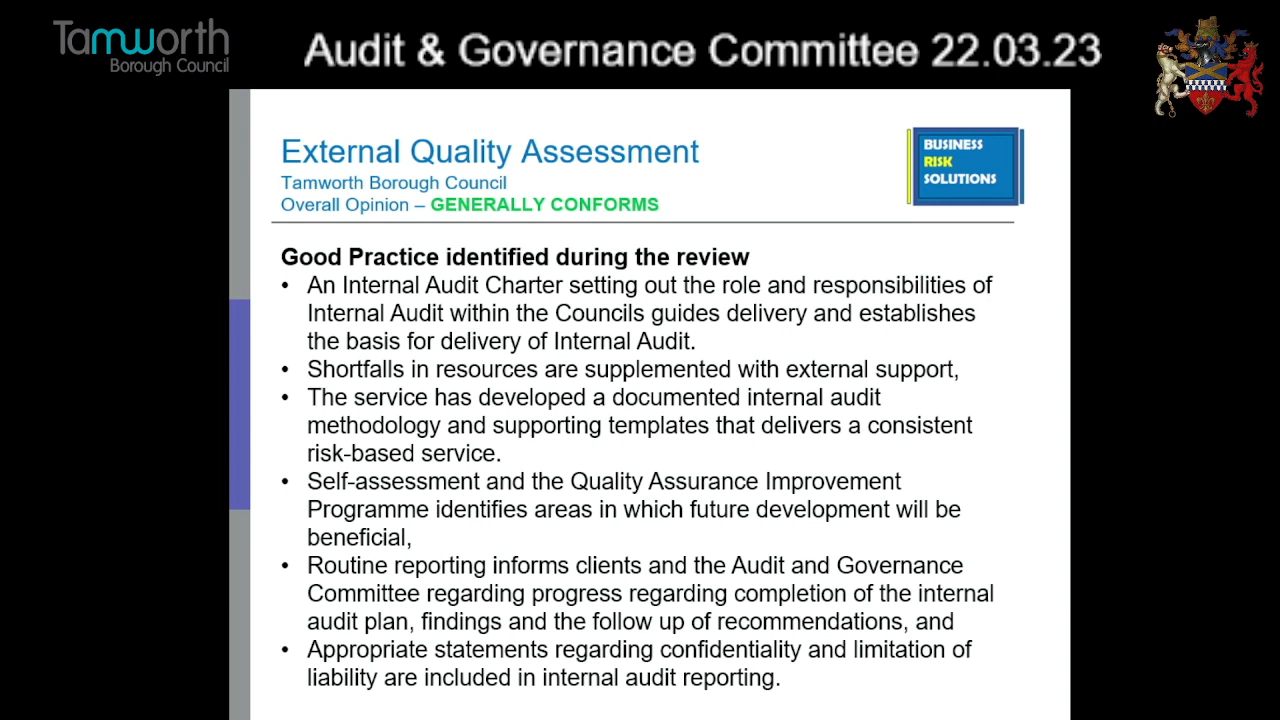 Tamworth
Borough Council
Audit & Governance Committee 22.03.23
External Quality Assessment
Tamworth Borough Council
Overall Opinion – GENERALLY CONFORMS
BUSINESS
RISK
SOLUTIONS
Good Practice identified during the review
• An Internal Audit Charter setting out the role and responsibilities of
Internal Audit within the Councils guides delivery and establishes
the basis for delivery of Internal Audit.
• Shortfalls in resources are supplemented with external support,
• The service has developed a documented internal audit
methodology and supporting templates that delivers a consistent
risk-based service.
• Self-assessment and the Quality Assurance Improvement
Programme identifies areas in which future development will be
beneficial,
• Routine reporting informs clients and the Audit and Governance
Committee regarding progress regarding completion of the internal
audit plan, findings and the follow up of recommendations, and
• Appropriate statements regarding confidentiality and limitation of
liability are included in internal audit reporting.